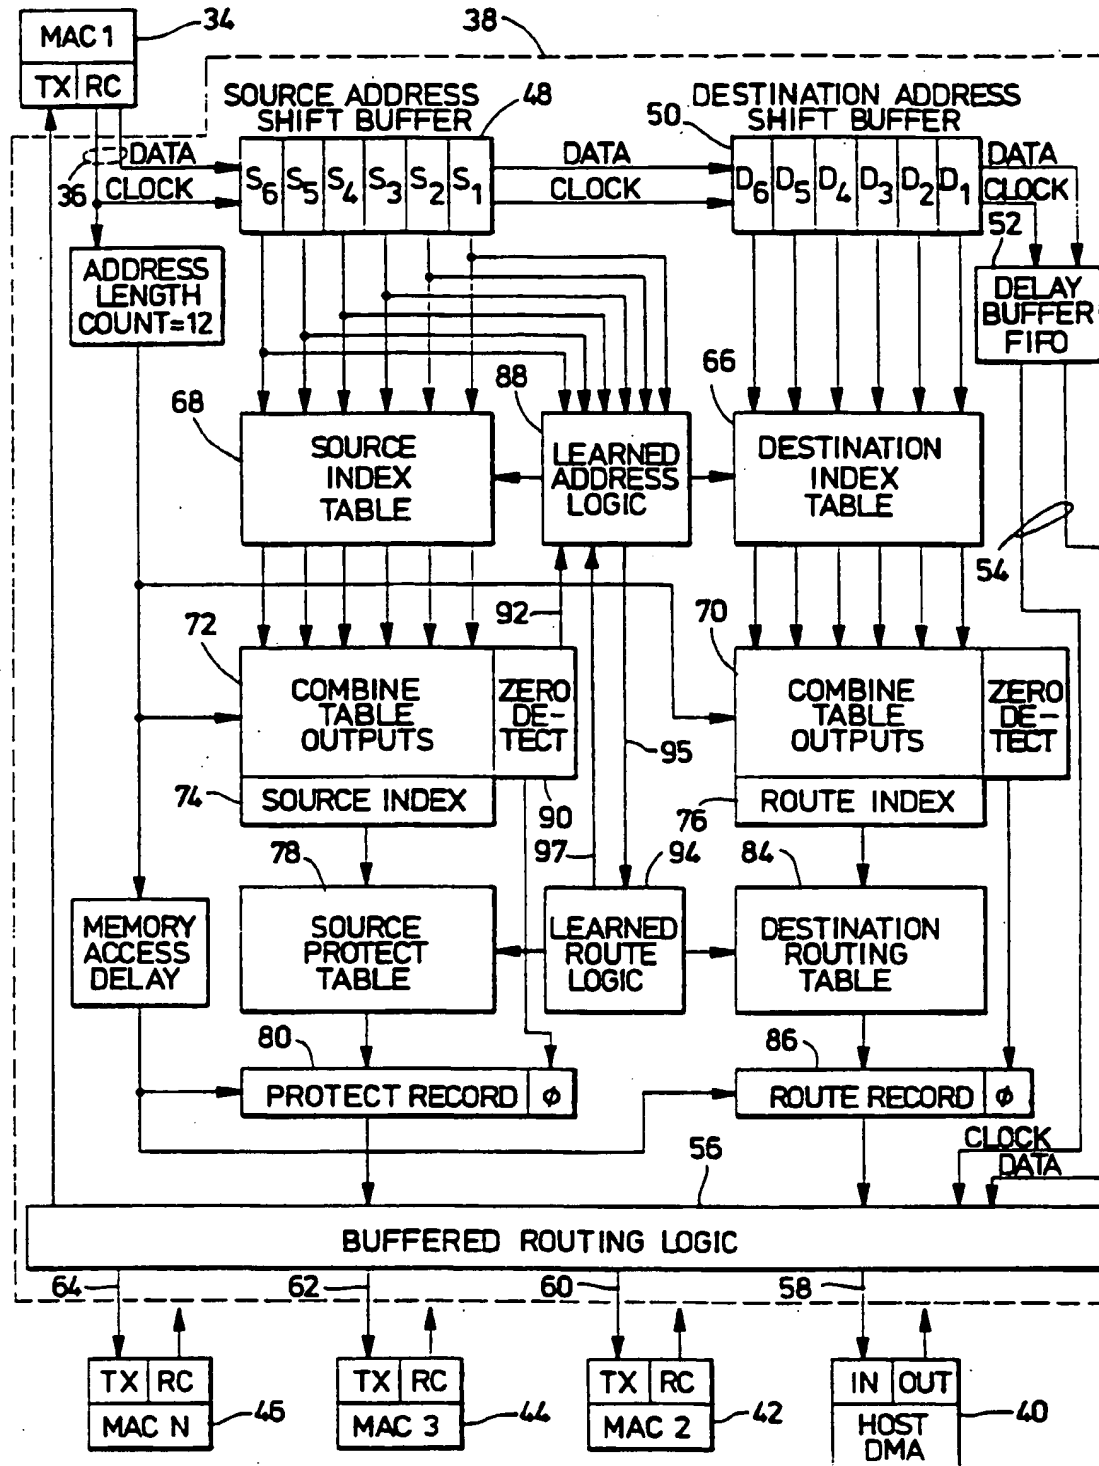 34
38
MAC 1
TX RC
SOURCE ADDRESS
SHIFT BUFFER
48
DESTINATION ADDRESS
SHIFT BUFFER
50
36
DATA
CLOCK
S6 S5 S4 S3 S2 S1
DATA
CLOCK
D6 D5 D4 D3 D2 D1
DATA
CLOCK
52
ADDRESS
LENGTH
COUNT=12
DELAY
BUFFER
FIFO
68
SOURCE
INDEX
TABLE
88
LEARNED
ADDRESS
LOGIC
66
DESTINATION
INDEX
TABLE
54
92
72
COMBINE
TABLE
OUTPUTS
ZERO
DE-
TECT
70
COMBINE
TABLE
OUTPUTS
ZERO
DE-
TECT
95
74
SOURCE INDEX
90
76
ROUTE INDEX
78
97
94
84
MEMORY
ACCESS
DELAY
SOURCE
PROTECT
TABLE
LEARNED
ROUTE
LOGIC
DESTINATION
ROUTING
TABLE
80
PROTECT RECORD ϕ
86
ROUTE RECORD ϕ
CLOCK
DATA
56
BUFFERED ROUTING LOGIC
64
62
60
58
TX RC
MAC N
46
TX RC
MAC 3
44
TX RC
MAC 2
42
IN OUT
HOST
DMA
40